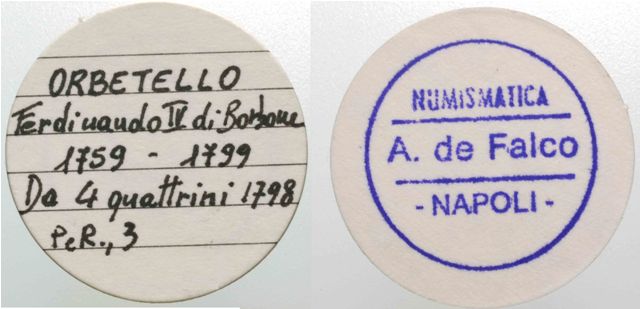 ORBETELLO
Ferdinando IV di Borbone
1759 - 1799
Da 4 quattrini 1798
P e R., 3
NUMISMATICA
A. de Falco
- NAPOLI -